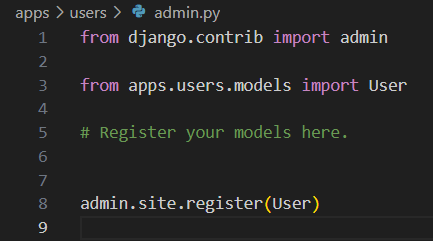 apps > users > admin.py
1 from django.contrib import admin
2
3 from apps.users.models import User
4
5 # Register your models here.
6
7
8 admin.site.register(User)
9